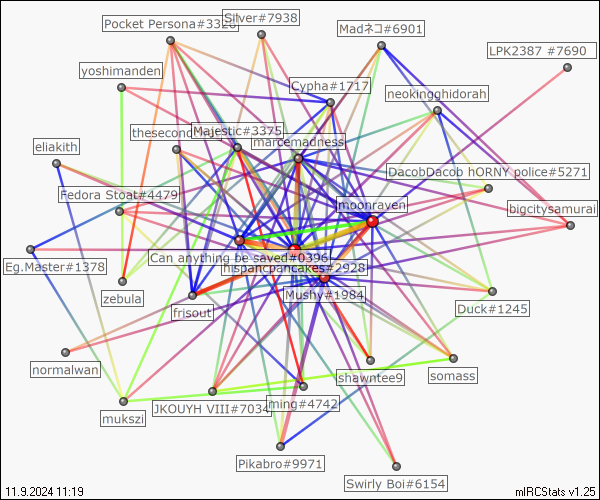 Silver#7938
Pocket Persona#3326
Madネコ#6901
LPK2387 #7690
yoshimanden
Cypha#1717
neokingghidorah
thesecond
Majestic#3375
marcemadness
eliakith
DacobDacob hORNY police#5271
Fedora Stoat#4479
moonraven
bigcitysamurai
Can anything be saved#0396
Eg.Master#1378
hispancpancakes#2928
Mushy#1984
zebula
frisout
Duck#1245
normalwan
shawntee9
somass
mukszi
JKOUYH VIII#7034
ming#4742
Pikabro#9971
Swirly Boi#6154
11.9.2024 11:19
mIRCStats v1.25